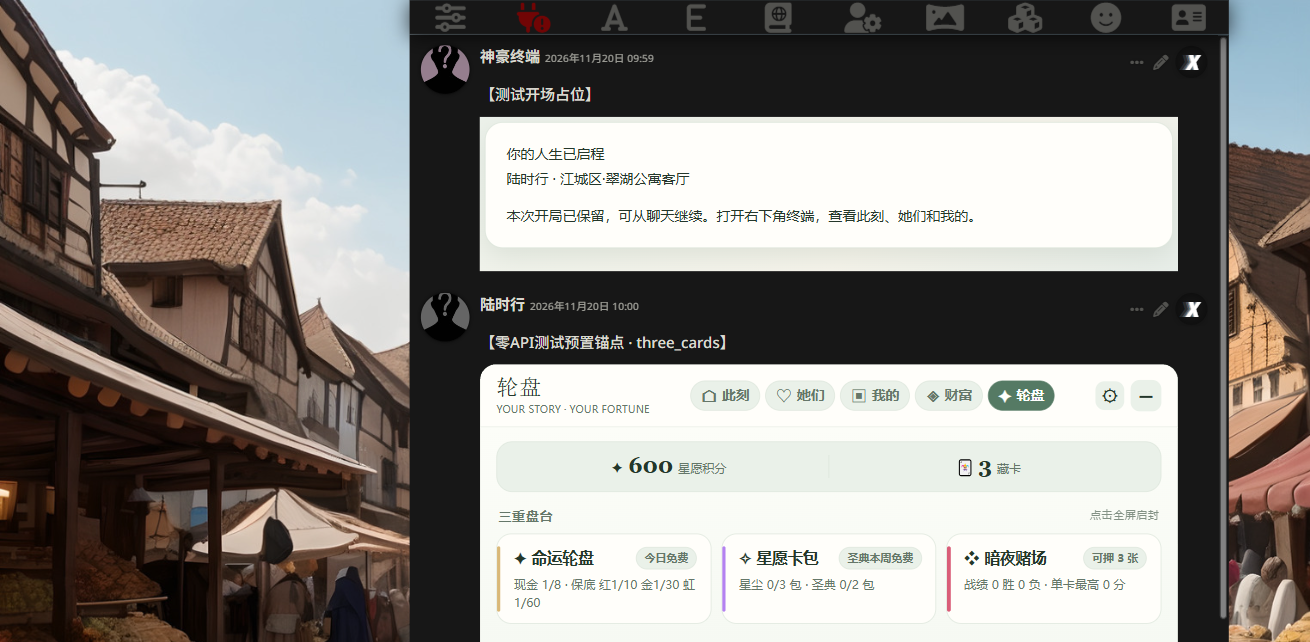 神豪终端 2026年11月20日 09:59
【测试开场占位】
你的人生已启程
陆时行 · 江城区·翠湖公寓客厅
本次开局已保留，可从聊天继续。打开右下角终端，查看此刻、她们和我的。
陆时行 2026年11月20日 10:00
【零API测试预置锚点 · three_cards】
轮盘
YOUR STORY · YOUR FORTUNE
此刻 她们 我的 财富 轮盘
600 星愿积分 3 藏卡
三重盘台 点击全屏启封
命运轮盘 今日免费
现金 1/8 · 保底 红1/10 金1/30 虹
1/60
星愿卡包 圣典本周免费
星尘 0/3 包 · 圣典 0/2 包
暗夜赌场 可押 3 张
战绩 0 胜 0 负 · 单卡最高 0 分